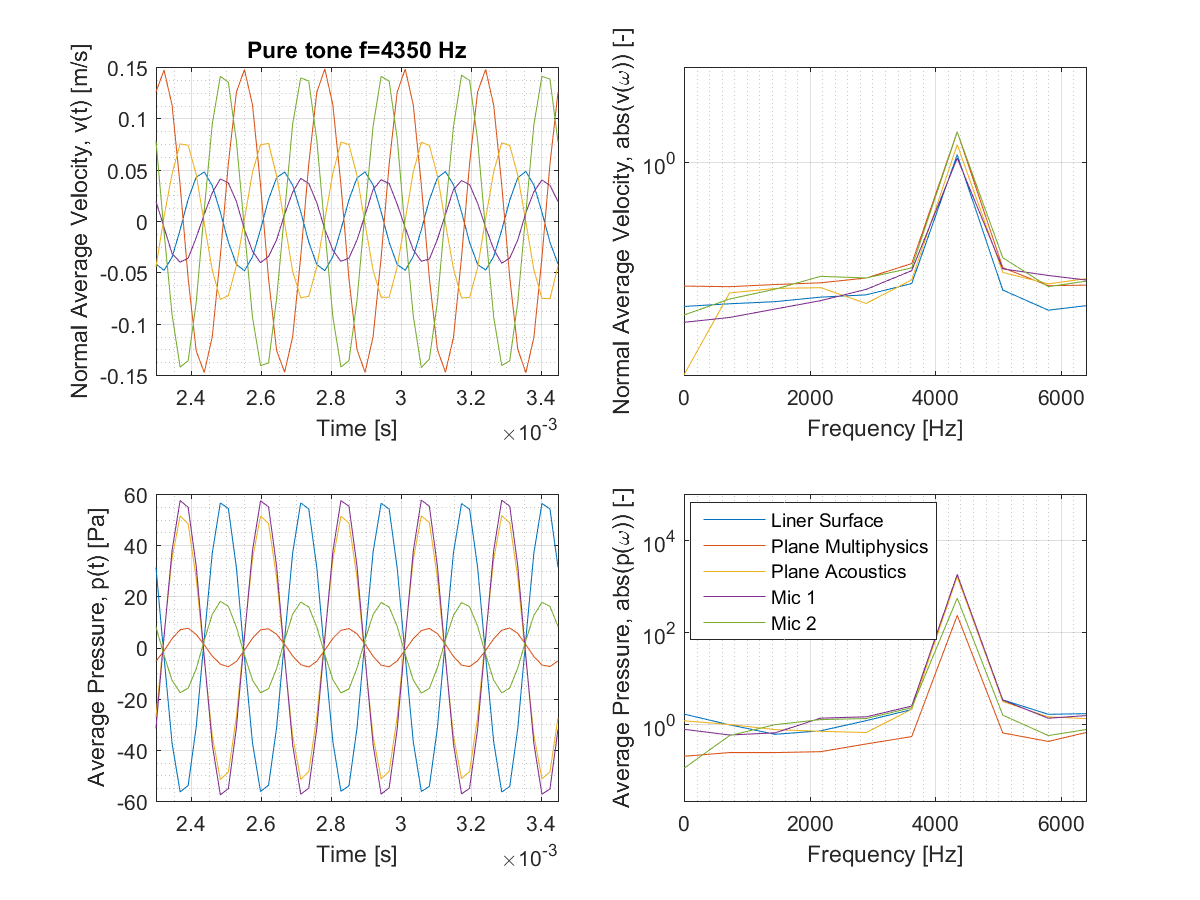 Pure tone f=4350 Hz
Normal Average Velocity, v(t) [m/s]
0.15
0.1
0.05
0
-0.05
-0.1
-0.15
2.4 2.6 2.8 3 3.2 3.4
Time [s]
×10-3
Normal Average Velocity, abs(v(ω)) [-]
100
0 2000 4000 6000
Frequency [Hz]
Average Pressure, p(t) [Pa]
60
40
20
0
-20
-40
-60
2.4 2.6 2.8 3 3.2 3.4
Time [s]
×10-3
Average Pressure, abs(p(ω)) [-]
104
102
100
Liner Surface
Plane Multiphysics
Plane Acoustics
Mic 1
Mic 2
0 2000 4000 6000
Frequency [Hz]